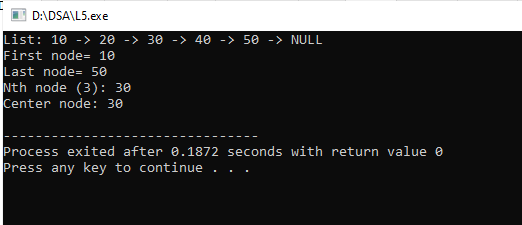 D:\DSA\L5.exe
List: 10 -> 20 -> 30 -> 40 -> 50 -> NULL
First node= 10
Last node= 50
Nth node (3): 30
Center node: 30
--------------------------------
Process exited after 0.1872 seconds with return value 0
Press any key to continue . . .